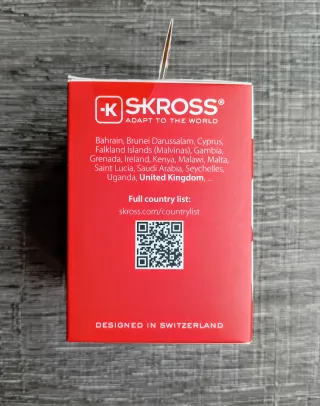 -K SKROSS®
ADAPT TO THE WORLD
Bahrain, Brunei Darussalam, Cyprus,
Falkland Islands (Malvinas), Gambia,
Grenada, Ireland, Kenya, Malawi, Malta,
Saint Lucia, Saudi Arabia, Seychelles,
Uganda, United Kingdom, ...
Full country list:
skross.com/countrylist
DESIGNED IN SWITZERLAND